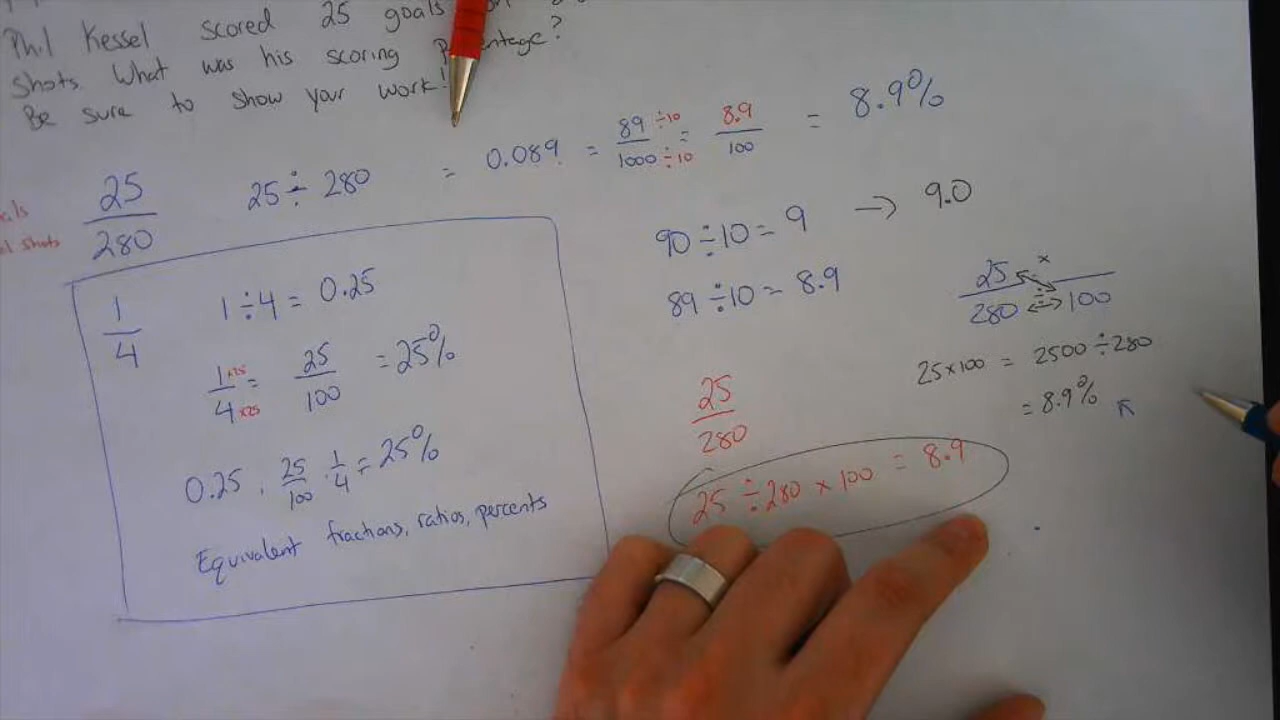 Phil Kessel scored 25 goals
shots. What was his scoring
Be sure to show your work!
25/280
25 ÷ 280 = 0.089 = 89/1000 ÷10 ÷10 = 8.9/100 = 8.9%
1/4
1 ÷ 4 = 0.25
1/4 ×25 ×25 = 25/100 = 25%
0.25 . 25/100 . 1/4 = 25%
Equivalent fractions, ratios, percents
90 ÷ 10 = 9 → 9.0
89 ÷ 10 = 8.9
25/280
25 ÷ 280 × 100 = 8.9
25/280 ÷ × /100
25 × 100 = 2500 ÷ 280
= 8.9%